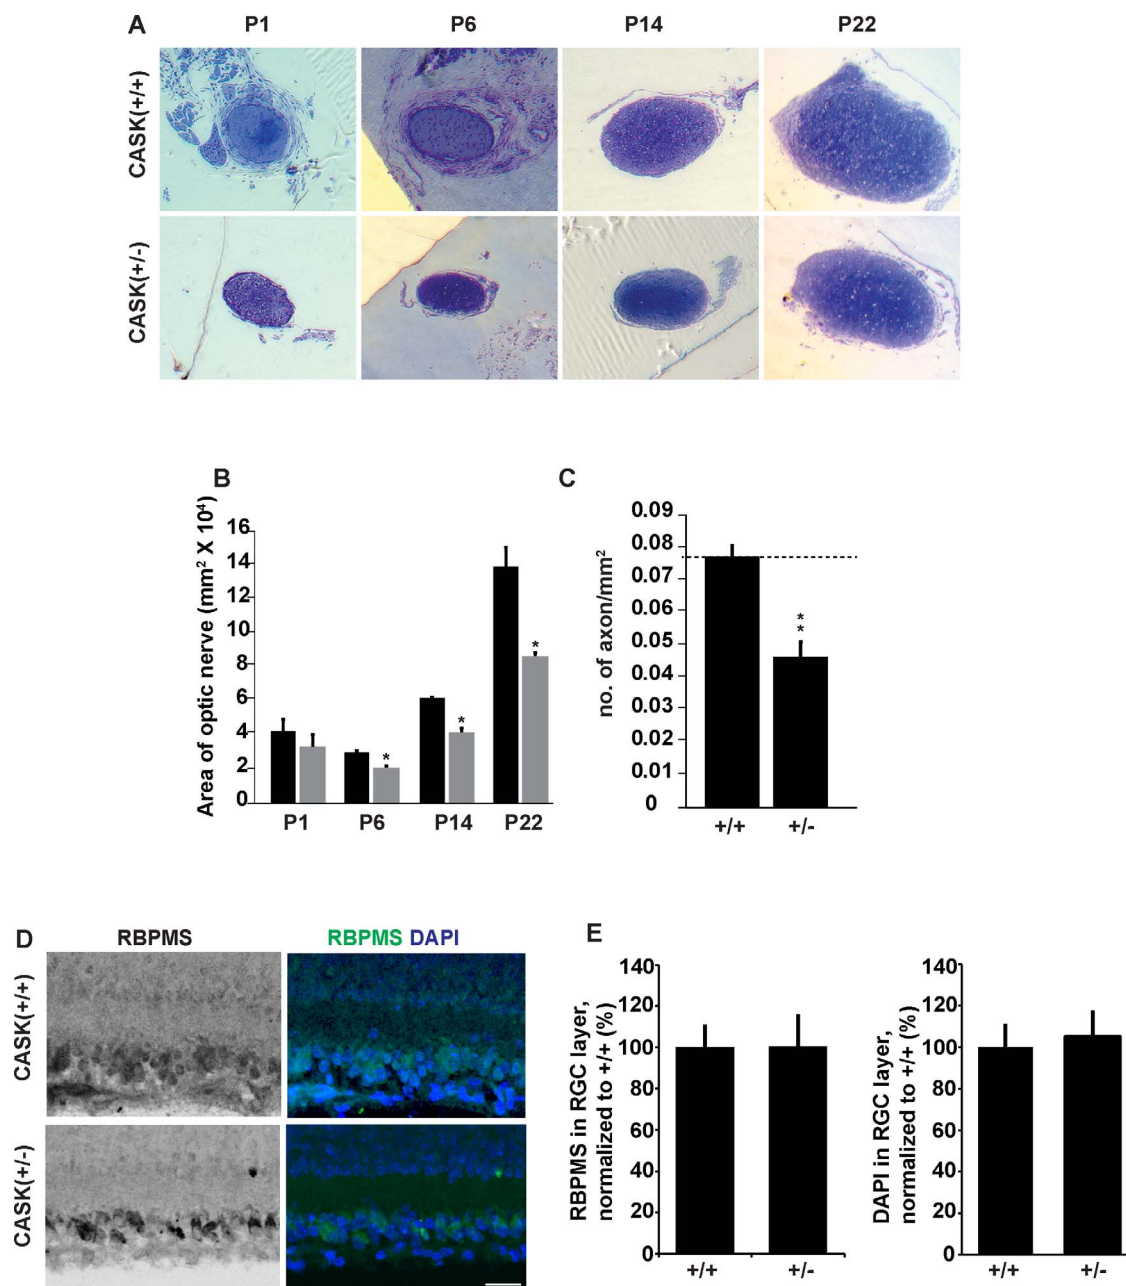 A
P1 P6 P14 P22
CASK(+/+)
CASK(+/-)
B
Area of optic nerve (mm² X 10⁴)
16
14
12
10
8
6
4
2
0
P1 P6 P14 P22
*
*
*
C
no. of axon/mm²
0.09
0.08
0.07
0.06
0.05
0.04
0.03
0.02
0.01
0
**
+/+ +/-
D
RBPMS RBPMS DAPI
CASK(+/+)
CASK(+/-)
E
RBPMS in RGC layer,
normalized to +/+ (%)
140
120
100
80
60
40
20
0
+/+ +/-
DAPI in RGC layer,
normalized to +/+ (%)
140
120
100
80
60
40
20
0
+/+ +/-